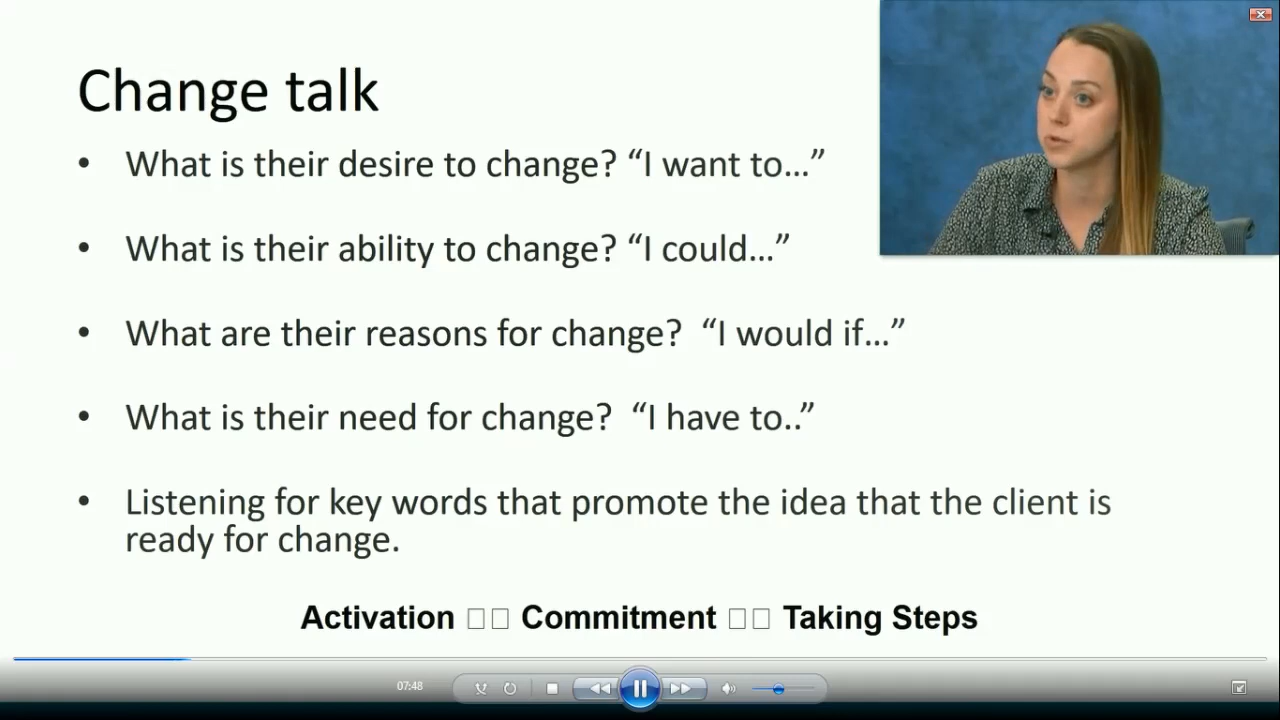 Change talk
• What is their desire to change? “I want to...”
• What is their ability to change? “I could...”
• What are their reasons for change?  “I would if...”
• What is their need for change?  “I have to..”
• Listening for key words that promote the idea that the client is
ready for change.
Activation □□ Commitment □□ Taking Steps
07:48